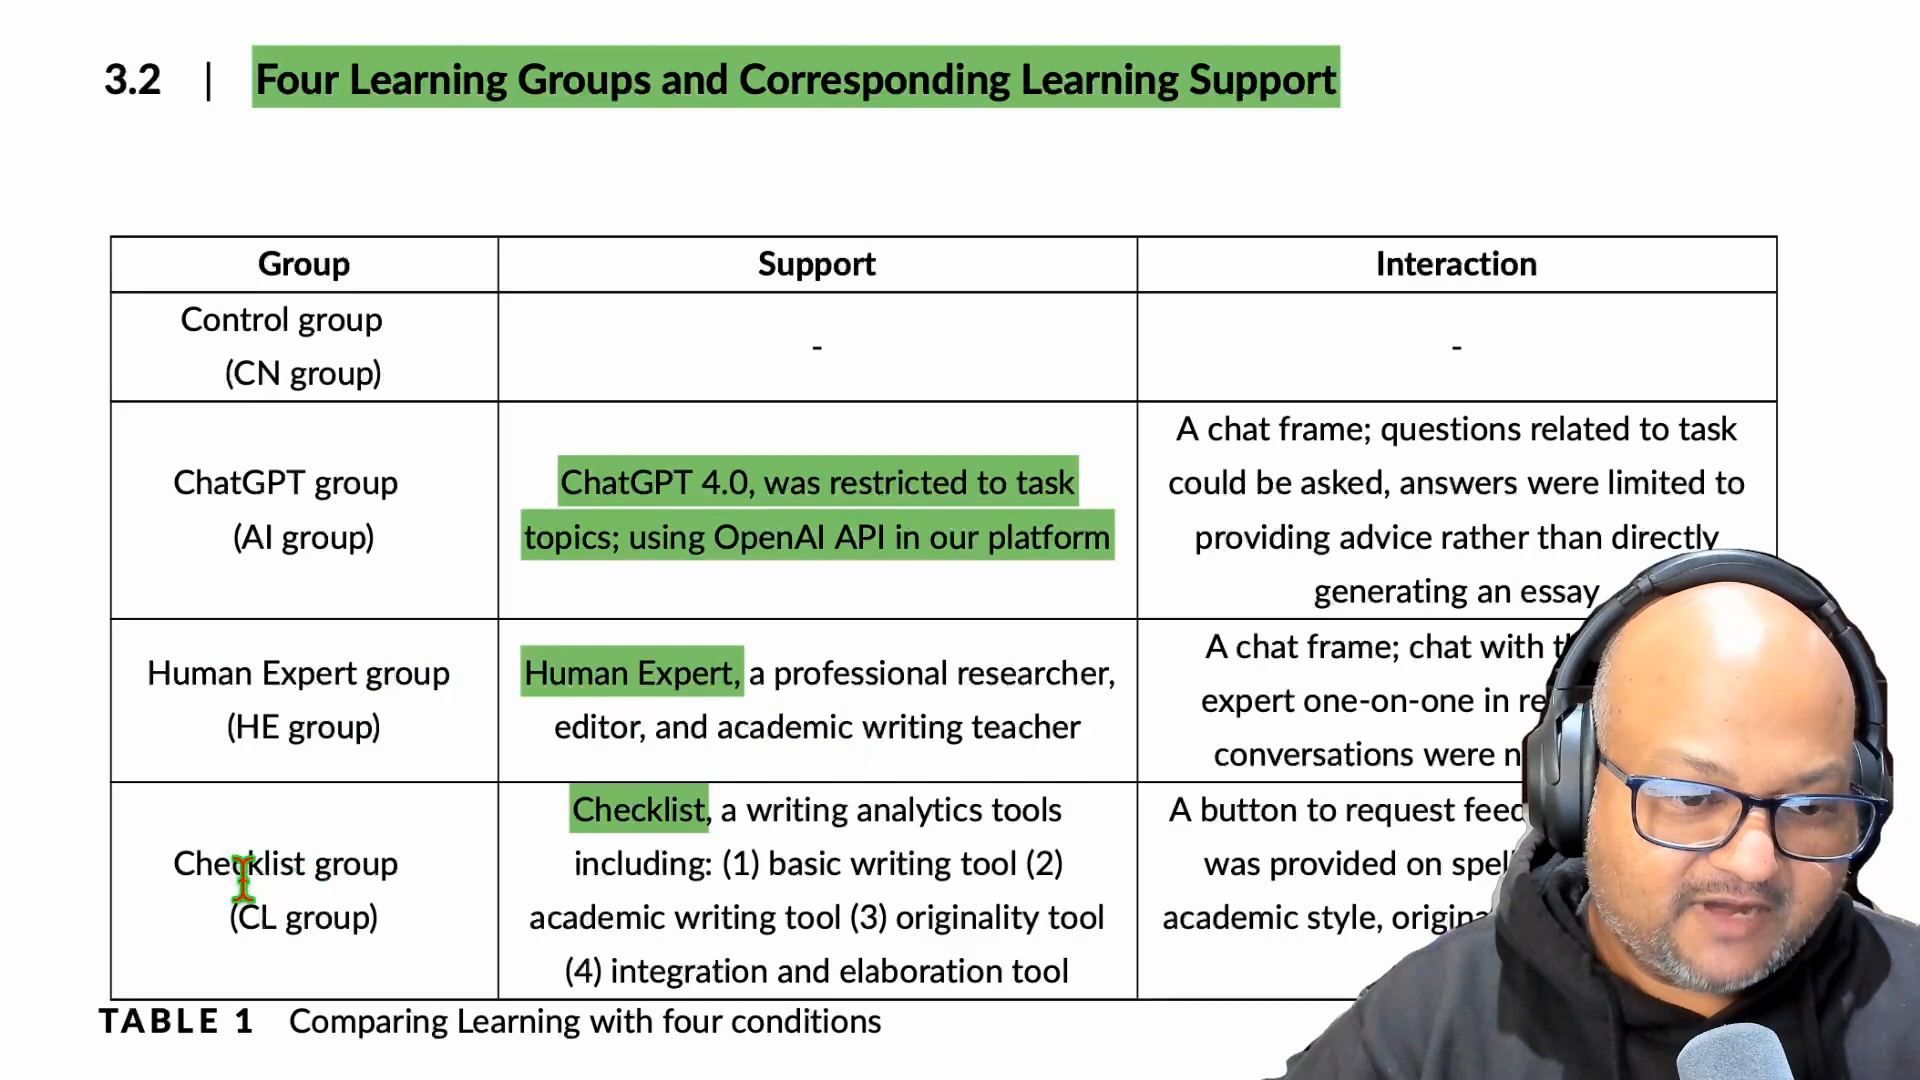 3.2 | Four Learning Groups and Corresponding Learning Support
Group Support Interaction
Control group
(CN group)
- -
ChatGPT group
(AI group)
ChatGPT 4.0, was restricted to task
topics; using OpenAI API in our platform
A chat frame; questions related to task
could be asked, answers were limited to
providing advice rather than directly
generating an essay
Human Expert group
(HE group)
Human Expert, a professional researcher,
editor, and academic writing teacher
A chat frame; chat with
expert one-on-one in
conversations were
Checklist group
(CL group)
Checklist, a writing analytics tools
including: (1) basic writing tool (2)
academic writing tool (3) originality tool
(4) integration and elaboration tool
A button to request
was provided on
academic style,
TABLE 1 Comparing Learning with four conditions